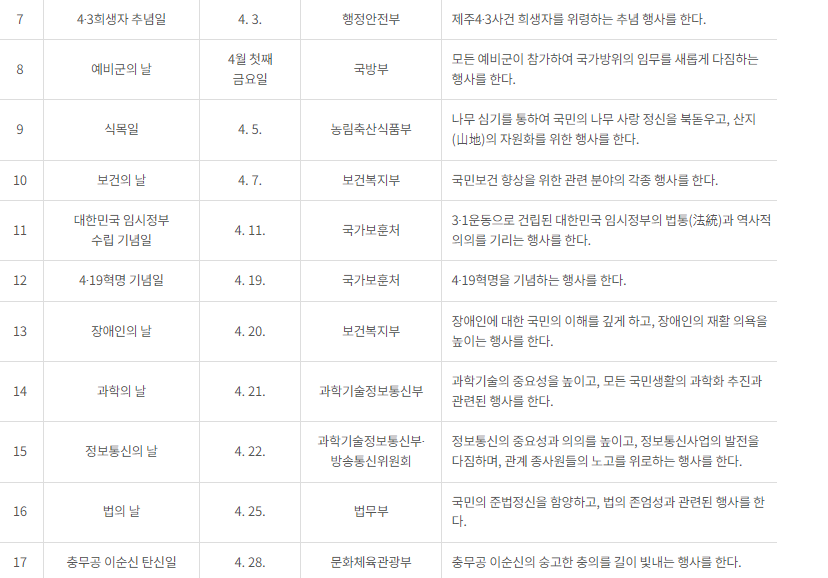 7 4·3희생자 추념일 4. 3. 행정안전부 제주4·3사건 희생자를 위령하는 추념 행사를 한다.
8 예비군의 날 4월 첫째 금요일 국방부 모든 예비군이 참가하여 국가방위의 임무를 새롭게 다짐하는
행사를 한다.
9 식목일 4. 5. 농림축산식품부 나무 심기를 통하여 국민의 나무 사랑 정신을 북돋우고, 산지
(山地)의 자원화를 위한 행사를 한다.
10 보건의 날 4. 7. 보건복지부 국민보건 향상을 위한 관련 분야의 각종 행사를 한다.
11 대한민국 임시정부 수립 기념일 4. 11. 국가보훈처 3·1운동으로 건립된 대한민국 임시정부의 법통(法統)과 역사적
의의를 기리는 행사를 한다.
12 4·19혁명 기념일 4. 19. 국가보훈처 4·19혁명을 기념하는 행사를 한다.
13 장애인의 날 4. 20. 보건복지부 장애인에 대한 국민의 이해를 깊게 하고, 장애인의 재활 의욕을
높이는 행사를 한다.
14 과학의 날 4. 21. 과학기술정보통신부 과학기술의 중요성을 높이고, 모든 국민생활의 과학화 추진과
관련된 행사를 한다.
15 정보통신의 날 4. 22. 과학기술정보통신부· 방송통신위원회 정보통신의 중요성과 의의를 높이고, 정보통신사업의 발전을
다짐하며, 관계 종사원들의 노고를 위로하는 행사를 한다.
16 법의 날 4. 25. 법무부 국민의 준법정신을 함양하고, 법의 존엄성과 관련된 행사를 한
다.
17 충무공 이순신 탄신일 4. 28. 문화체육관광부 충무공 이순신의 숭고한 충의를 길이 빛내는 행사를 한다.